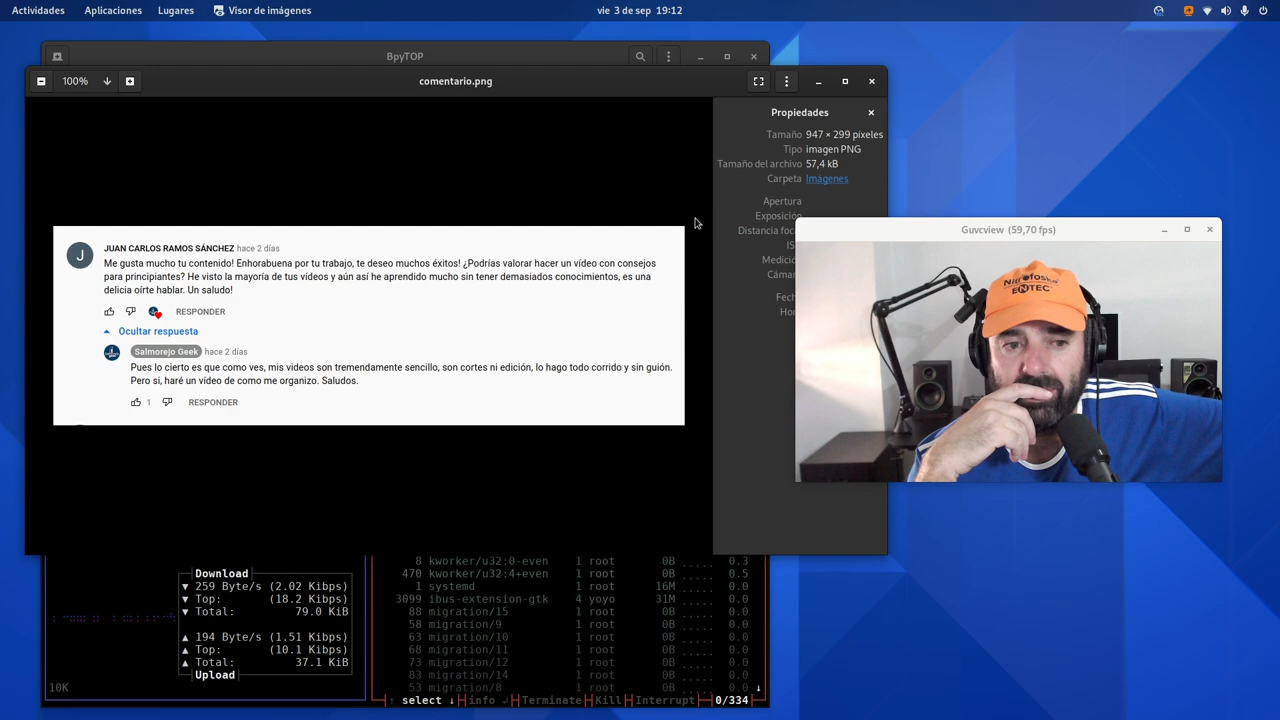 Actividades Aplicaciones Lugares Visor de imágenes vie 3 de sep 19:12
BpyTOP
100% comentario.png
Propiedades
Tamaño 947 × 299 píxeles
Tipo imagen PNG
Tamaño del archivo 57,4 kB
Carpeta Imágenes
Apertura
Exposición
Distancia foca
IS
Medició
Cámar
Fech
Ho
JUAN CARLOS RAMOS SÁNCHEZ hace 2 días
J
Me gusta mucho tu contenido! Enhorabuena por tu trabajo, te deseo muchos éxitos! ¿Podrías valorar hacer un vídeo con consejos
para principiantes? He visto la mayoría de tus vídeos y aún así he aprendido mucho sin tener demasiados conocimientos, es una
delicia oírte hablar. Un saludo!
RESPONDER
Ocultar respuesta
Salmorejo Geek hace 2 días
Pues lo cierto es que como ves, mis videos son tremendamente sencillo, son cortes ni edición, lo hago todo corrido y sin guión.
Pero si, haré un vídeo de como me organizo. Saludos.
1 RESPONDER
Guvcview (59,70 fps)
Nitrofoska
ENTEC
Download
▼ 259 Byte/s (2.02 Kibps)
▼ Top: (18.2 Kibps)
▼ Total: 79.0 KiB
▲ 194 Byte/s (1.51 Kibps)
▲ Top: (10.1 Kibps)
▲ Total: 37.1 KiB
Upload
10K
8 kworker/u32:0-even 1 root 0B ..... 0.3
470 kworker/u32:4+even 1 root 0B ..... 0.5
1 systemd 1 root 16M ..... 0.0
3099 ibus-extension-gtk 4 yoyo 31M ..... 0.0
88 migration/15 1 root 0B ..... 0.0
58 migration/9 1 root 0B ..... 0.0
63 migration/10 1 root 0B ..... 0.0
68 migration/11 1 root 0B ..... 0.0
73 migration/12 1 root 0B ..... 0.0
83 migration/14 1 root 0B ..... 0.0
53 migration/8 1 root 0B ..... 0.0 ↓
↑ select ↓ info ↲ Terminate Kill Interrupt 0/334